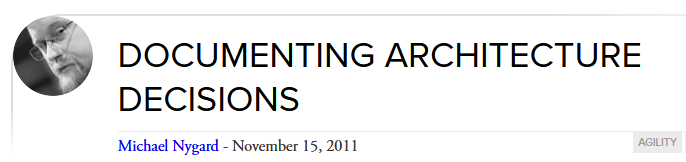 DOCUMENTING ARCHITECTURE
DECISIONS
Michael Nygard - November 15, 2011
AGILITY